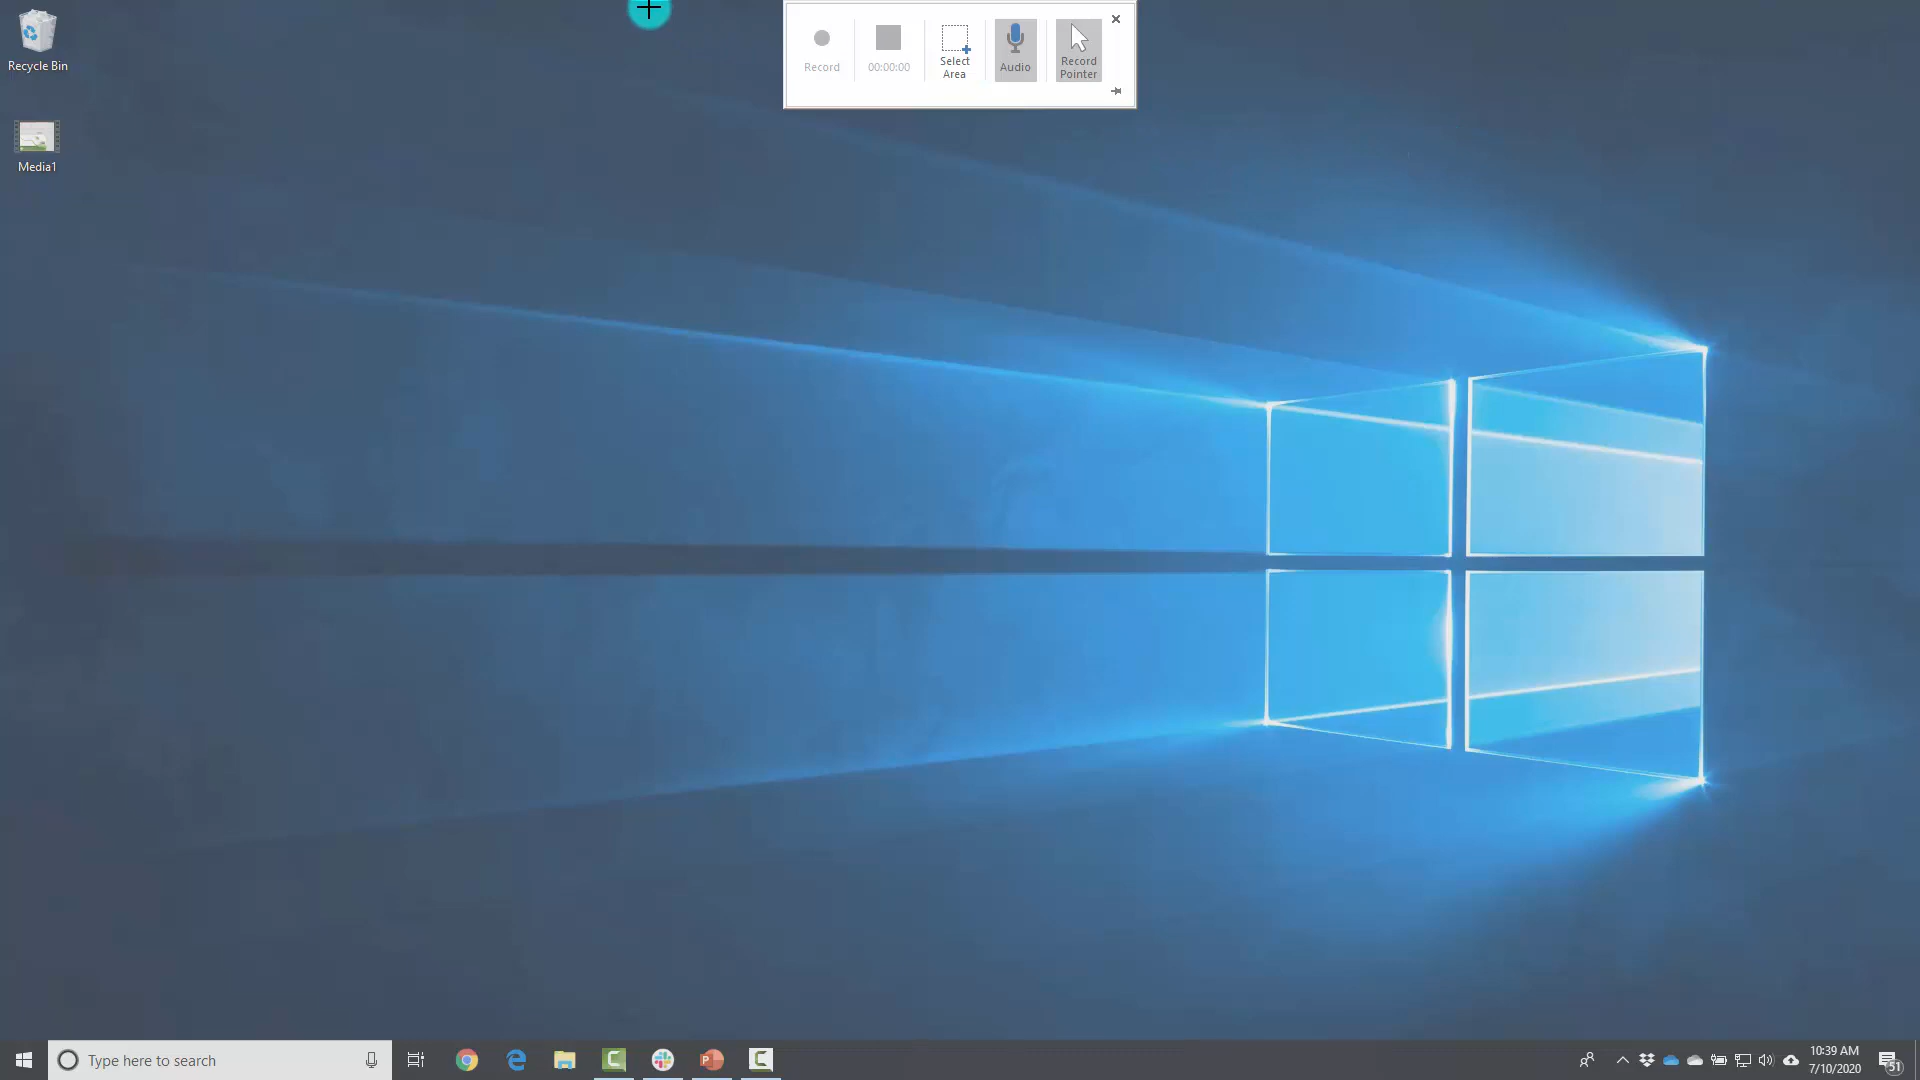 Recycle Bin
Media1
Record
00:00:00
Select
Area
Audio
Record
Pointer
Type here to search
10:39 AM
7/10/2020
51